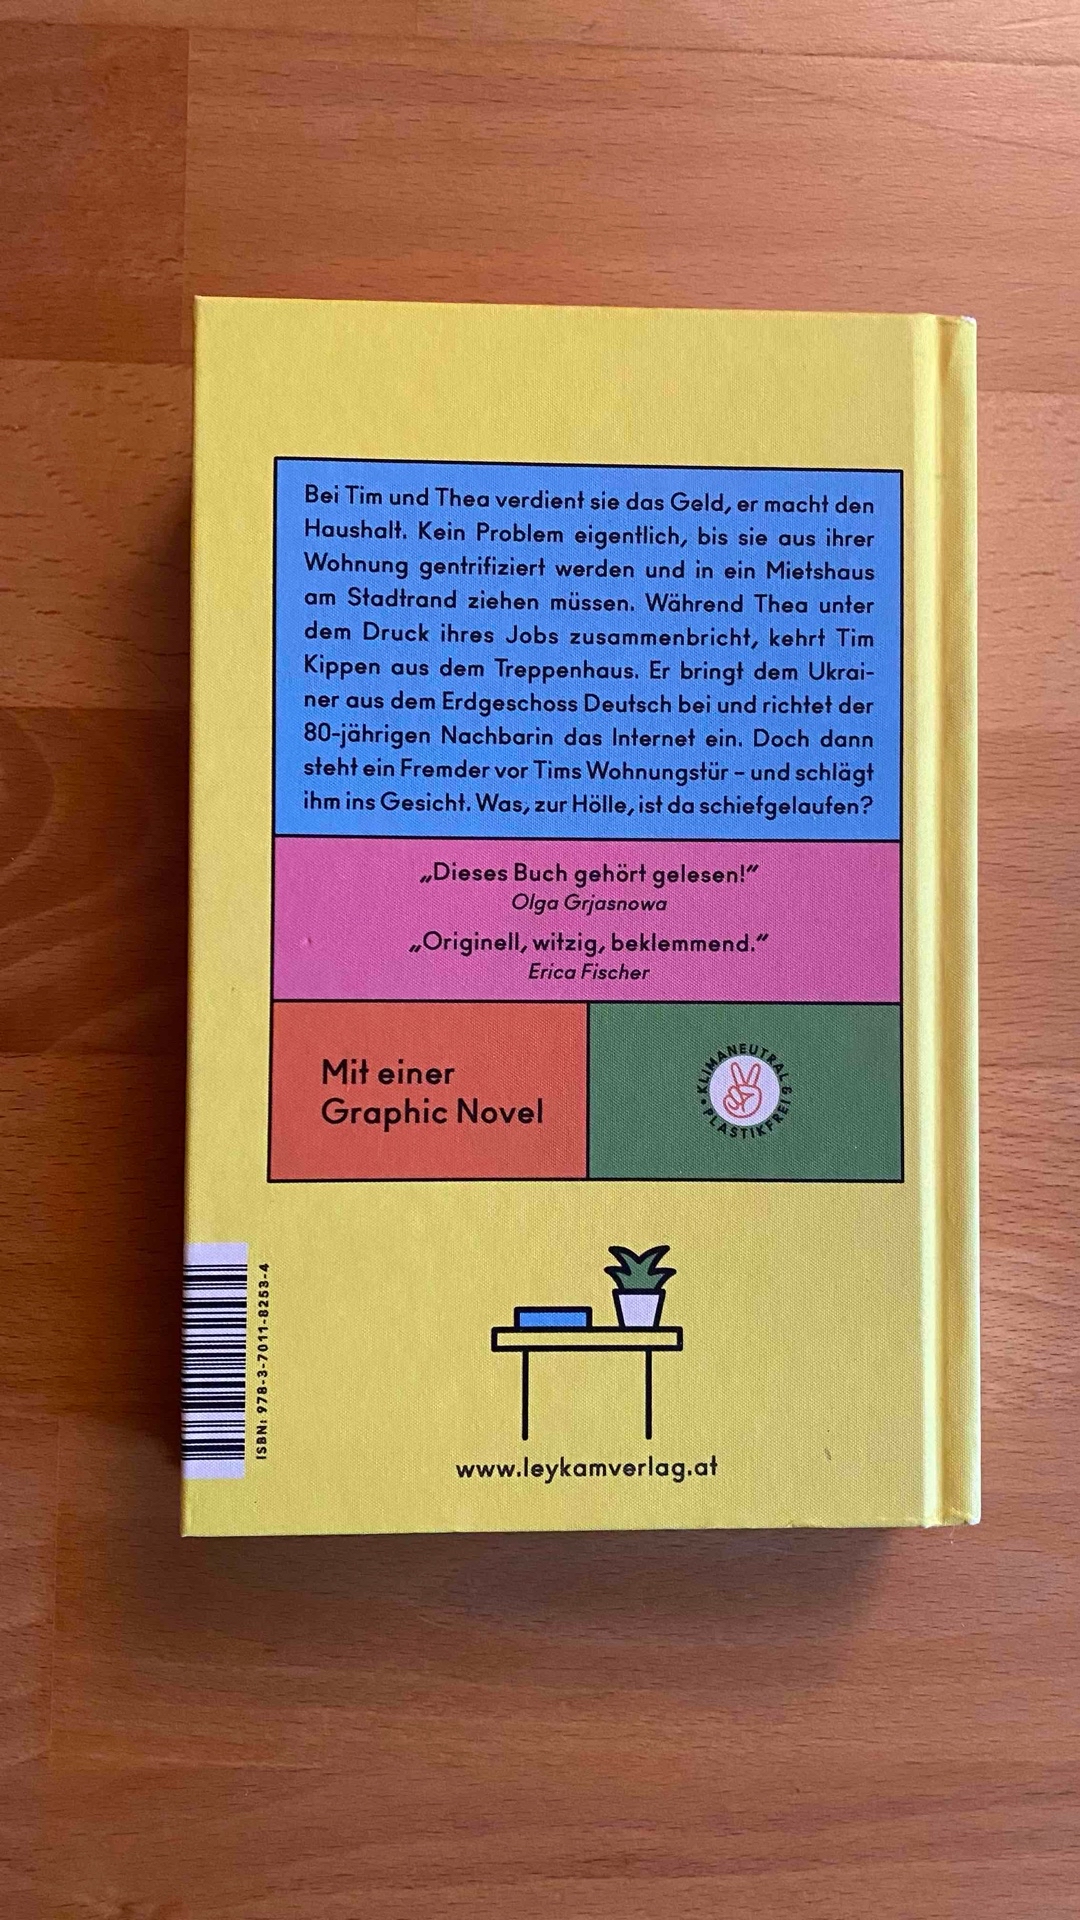 Bei Tim und Thea verdient sie das Geld, er macht den
Haushalt. Kein Problem eigentlich, bis sie aus ihrer
Wohnung gentrifiziert werden und in ein Mietshaus
am Stadtrand ziehen müssen. Während Thea unter
dem Druck ihres Jobs zusammenbricht, kehrt Tim
Kippen aus dem Treppenhaus. Er bringt dem Ukrai-
ner aus dem Erdgeschoss Deutsch bei und richtet der
80-jährigen Nachbarin das Internet ein. Doch dann
steht ein Fremder vor Tims Wohnungstür – und schlägt
ihm ins Gesicht. Was, zur Hölle, ist da schiefgelaufen?
„Dieses Buch gehört gelesen!“
Olga Grjasnowa
„Originell, witzig, beklemmend.“
Erica Fischer
Mit einer
Graphic Novel
• KLIMANEUTRAL & PLASTIKFREI
ISBN: 978-3-7011-8253-4
www.leykamverlag.at